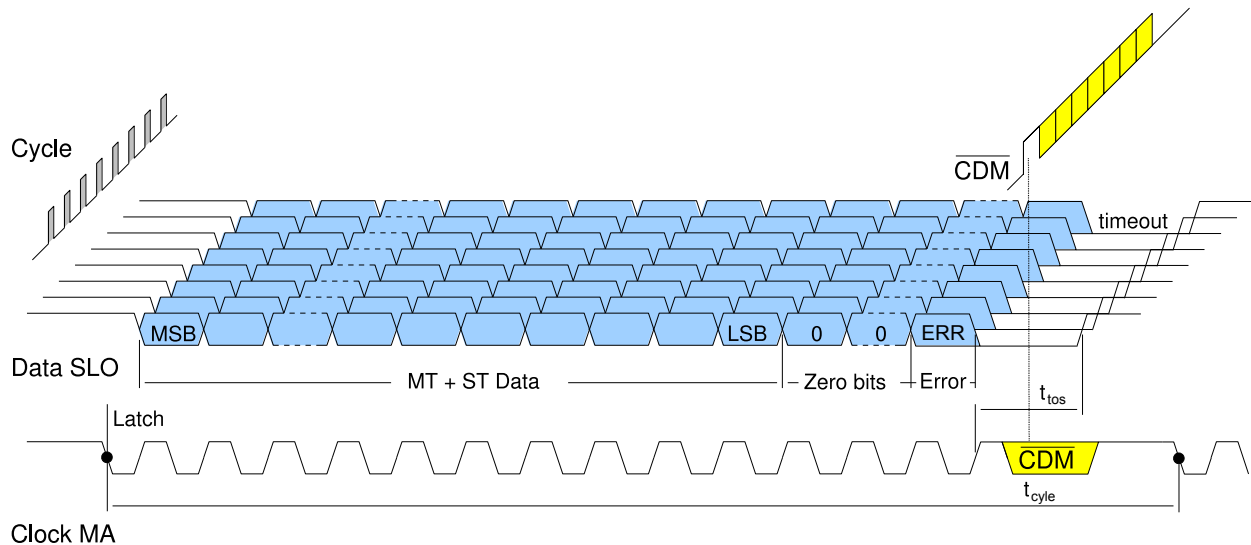 Cycle
CDM
timeout
MSB LSB 0 0 ERR
Data SLO
MT + ST Data Zero bits Error
t_tos
Latch
CDM
t_cyle
Clock MA